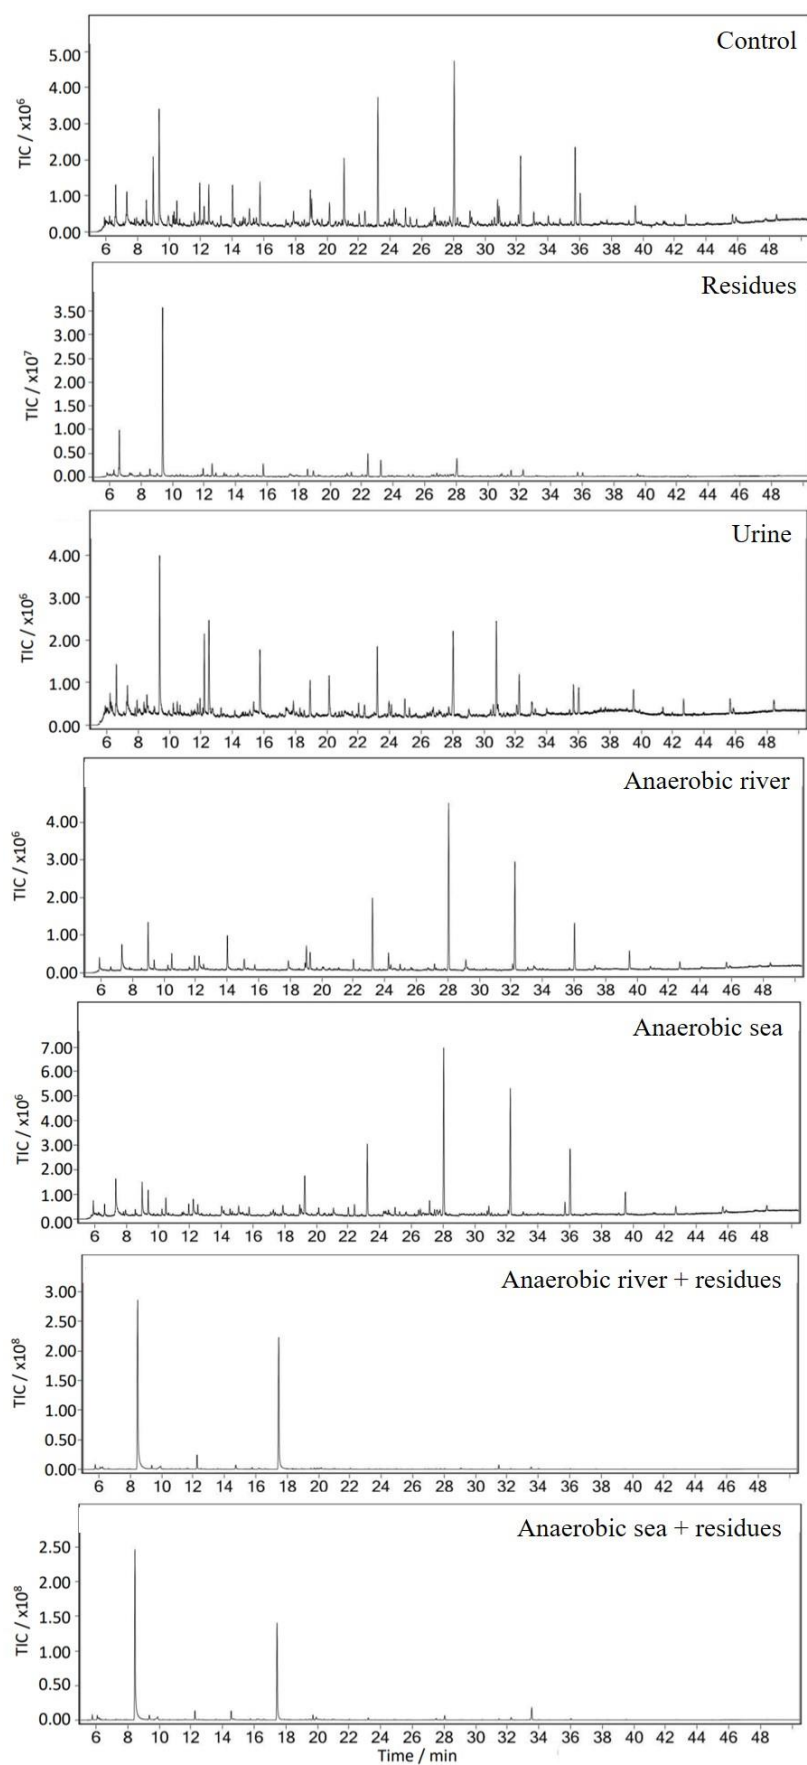 Control
TIC / x10⁶
5.00
4.00
3.00
2.00
1.00
0.00
6 8 10 12 14 16 18 20 22 24 26 28 30 32 34 36 38 40 42 44 46 48
Residues
TIC / x10⁷
3.50
3.00
2.50
2.00
1.50
1.00
0.50
0.00
6 8 10 12 14 16 18 20 22 24 26 28 30 32 34 36 38 40 42 44 46 48
Urine
TIC / x10⁶
4.00
3.00
2.00
1.00
0.00
6 8 10 12 14 16 18 20 22 24 26 28 30 32 34 36 38 40 42 44 46 48
Anaerobic river
TIC / x10⁶
4.00
3.00
2.00
1.00
0.00
6 8 10 12 14 16 18 20 22 24 26 28 30 32 34 36 38 40 42 44 46 48
Anaerobic sea
TIC / x10⁶
7.00
6.00
5.00
4.00
3.00
2.00
1.00
0.00
6 8 10 12 14 16 18 20 22 24 26 28 30 32 34 36 38 40 42 44 46 48
Anaerobic river + residues
TIC / x10⁸
3.00
2.50
2.00
1.50
1.00
0.50
0.00
6 8 10 12 14 16 18 20 22 24 26 28 30 32 34 36 38 40 42 44 46 48
Anaerobic sea + residues
TIC / x10⁸
2.50
2.00
1.50
1.00
0.50
0.00
6 8 10 12 14 16 18 20 22 24 26 28 30 32 34 36 38 40 42 44 46 48
Time / min